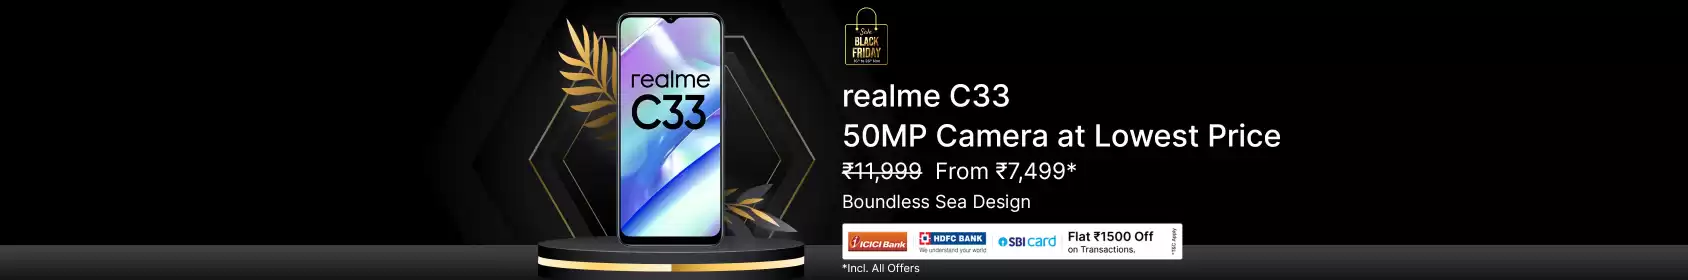 realme
C33
Sale
BLACK
FRIDAY
realme C33
50MP Camera at Lowest Price
₹11,999 From ₹7,499*
Boundless Sea Design
ICICI Bank
HDFC BANK
We understand your world
SBI card
Flat ₹1500 Off
on Transactions.
*T&C Apply
*Incl. All Offers